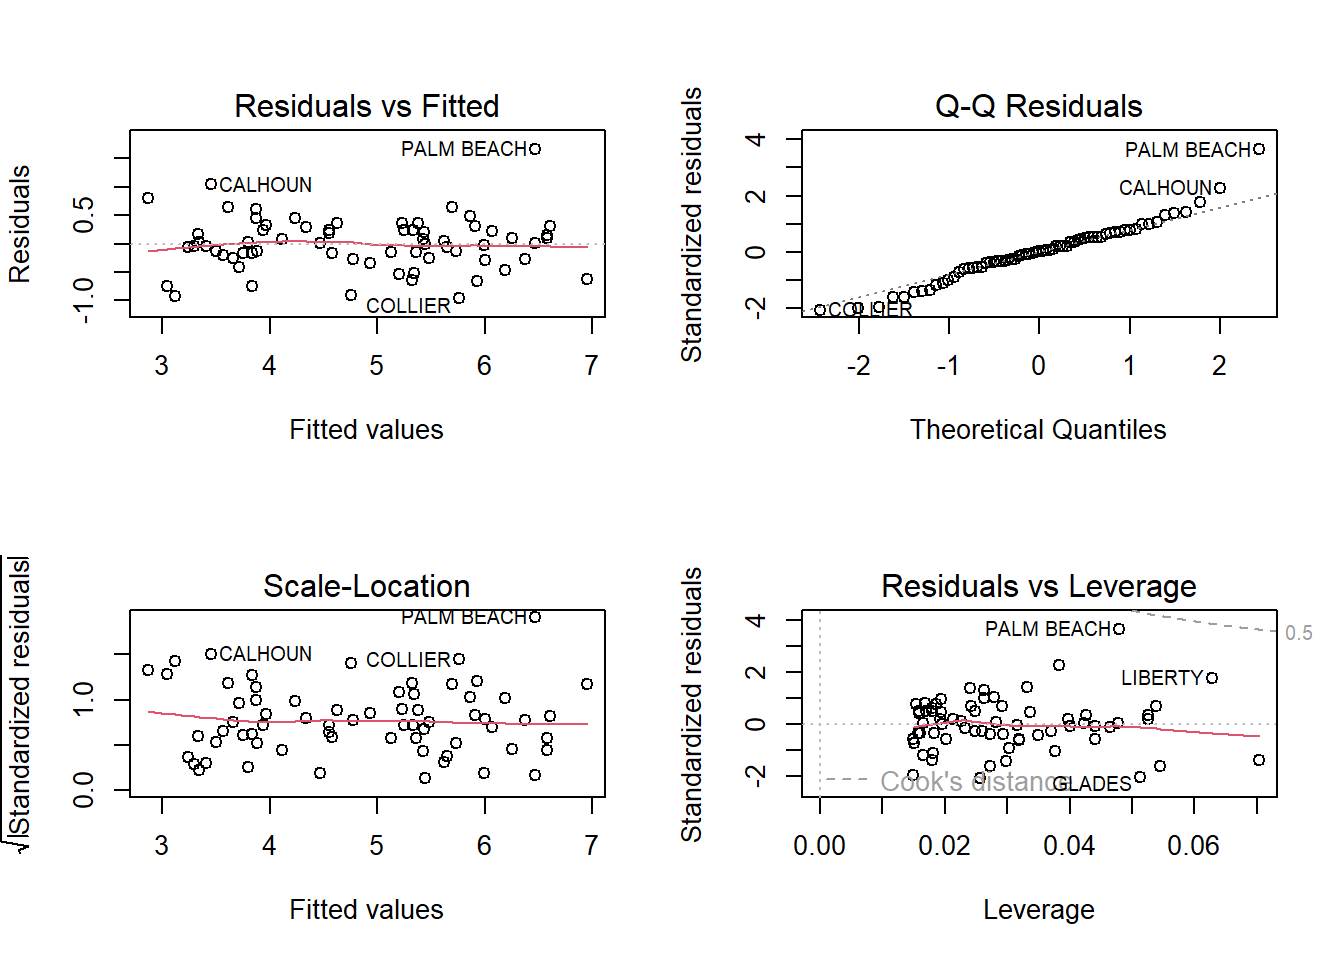 Residuals vs Fitted
Residuals
0.5
-1.0
PALM BEACH
CALHOUN
COLLIER
3 4 5 6 7
Fitted values
Q-Q Residuals
Standardized residuals
4
2
0
-2
PALM BEACH
CALHOUN
COLLIER
-2 -1 0 1 2
Theoretical Quantiles
Scale-Location
√|Standardized residuals|
1.0
0.0
PALM BEACH
CALHOUN
COLLIER
3 4 5 6 7
Fitted values
Residuals vs Leverage
Standardized residuals
4
2
0
-2
PALM BEACH
0.5
LIBERTY
Cook's distance
GLADES
0.00 0.02 0.04 0.06
Leverage